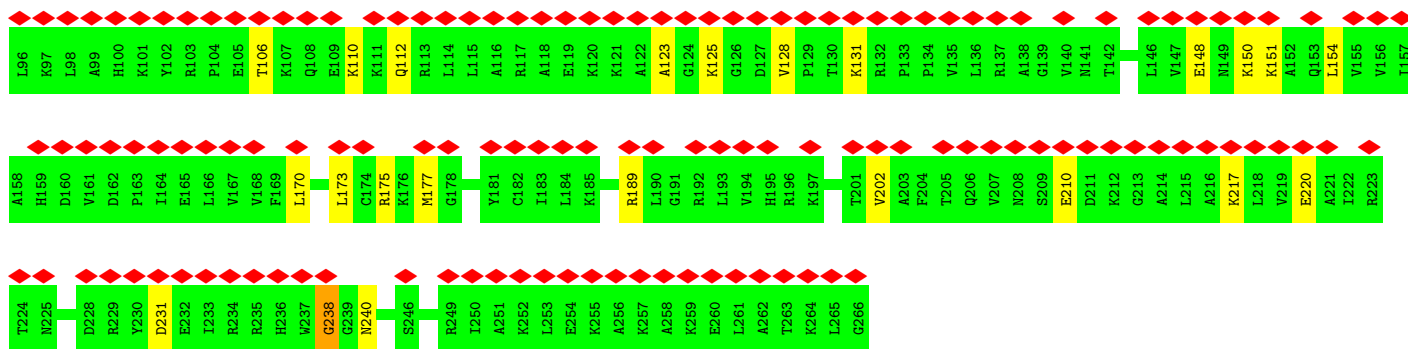 L96 K97 L98 A99 H100 K101 Y102 R103 P104 E105 T106 K107 Q108 E109 K110 K111 Q112 R113 L114 L115 A116 R117 A118 E119 K120 K121 A122 A123 G124 K125 G126 D127 V128 P129 T130 K131 R132 P133 P134 V135 L136 R137 A138 G139 V140 N141 T142 L146 V147 E148 N149 K150 K151 A152 Q153 L154 V155 V156 I157
A158 H159 D160 V161 D162 P163 I164 E165 L166 V167 V168 F169 L170 L173 C174 R175 K176 M177 G178 Y181 C182 I183 L184 K185 R189 L190 G191 R192 L193 V194 H195 R196 K197 T201 V202 A203 F204 T205 Q206 V207 N208 S209 E210 D211 K212 G213 A214 L215 A216 K217 L218 V219 E220 A221 I222 R223
T224 N225 D228 R229 Y230 D231 E232 I233 R234 R235 H236 W237 G238 G239 N240 S246 R249 I250 A251 K252 L253 E254 K255 A256 K257 A258 K259 E260 L261 A262 T263 K264 L265 G266